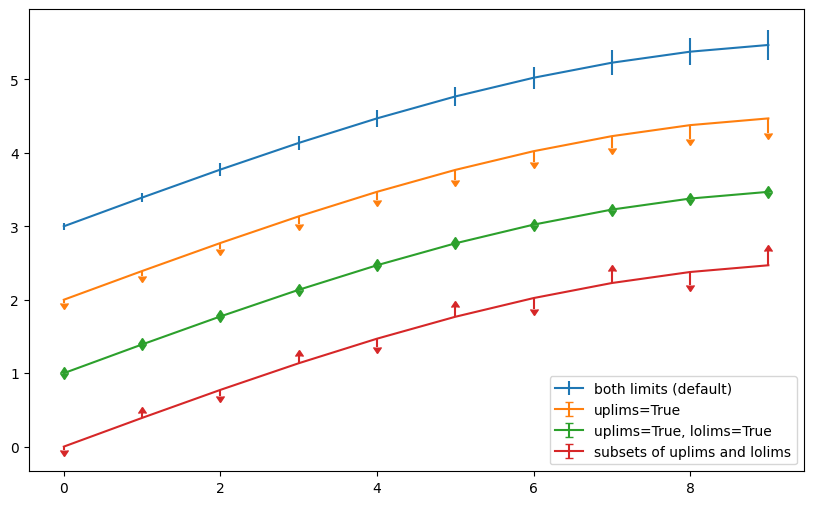 5
4
3
2
1
0
0
2
4
6
8
both limits (default)
uplims=True
uplims=True, lolims=True
subsets of uplims and lolims